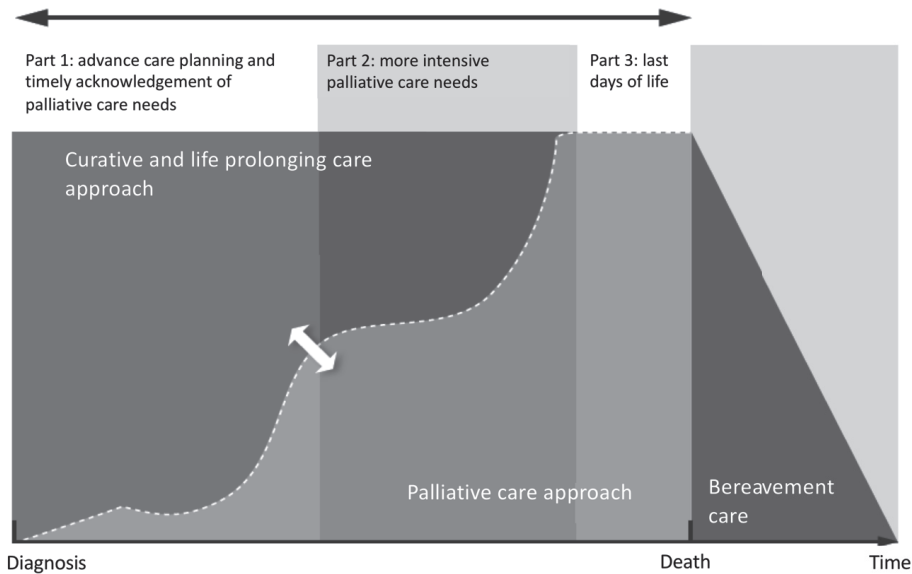 Part 1: advance care planning and
timely acknowledgement of
palliative care needs
Part 2: more intensive
palliative care needs
Part 3: last
days of life
Curative and life prolonging care
approach
Palliative care approach
Bereavement
care
Diagnosis
Death
Time